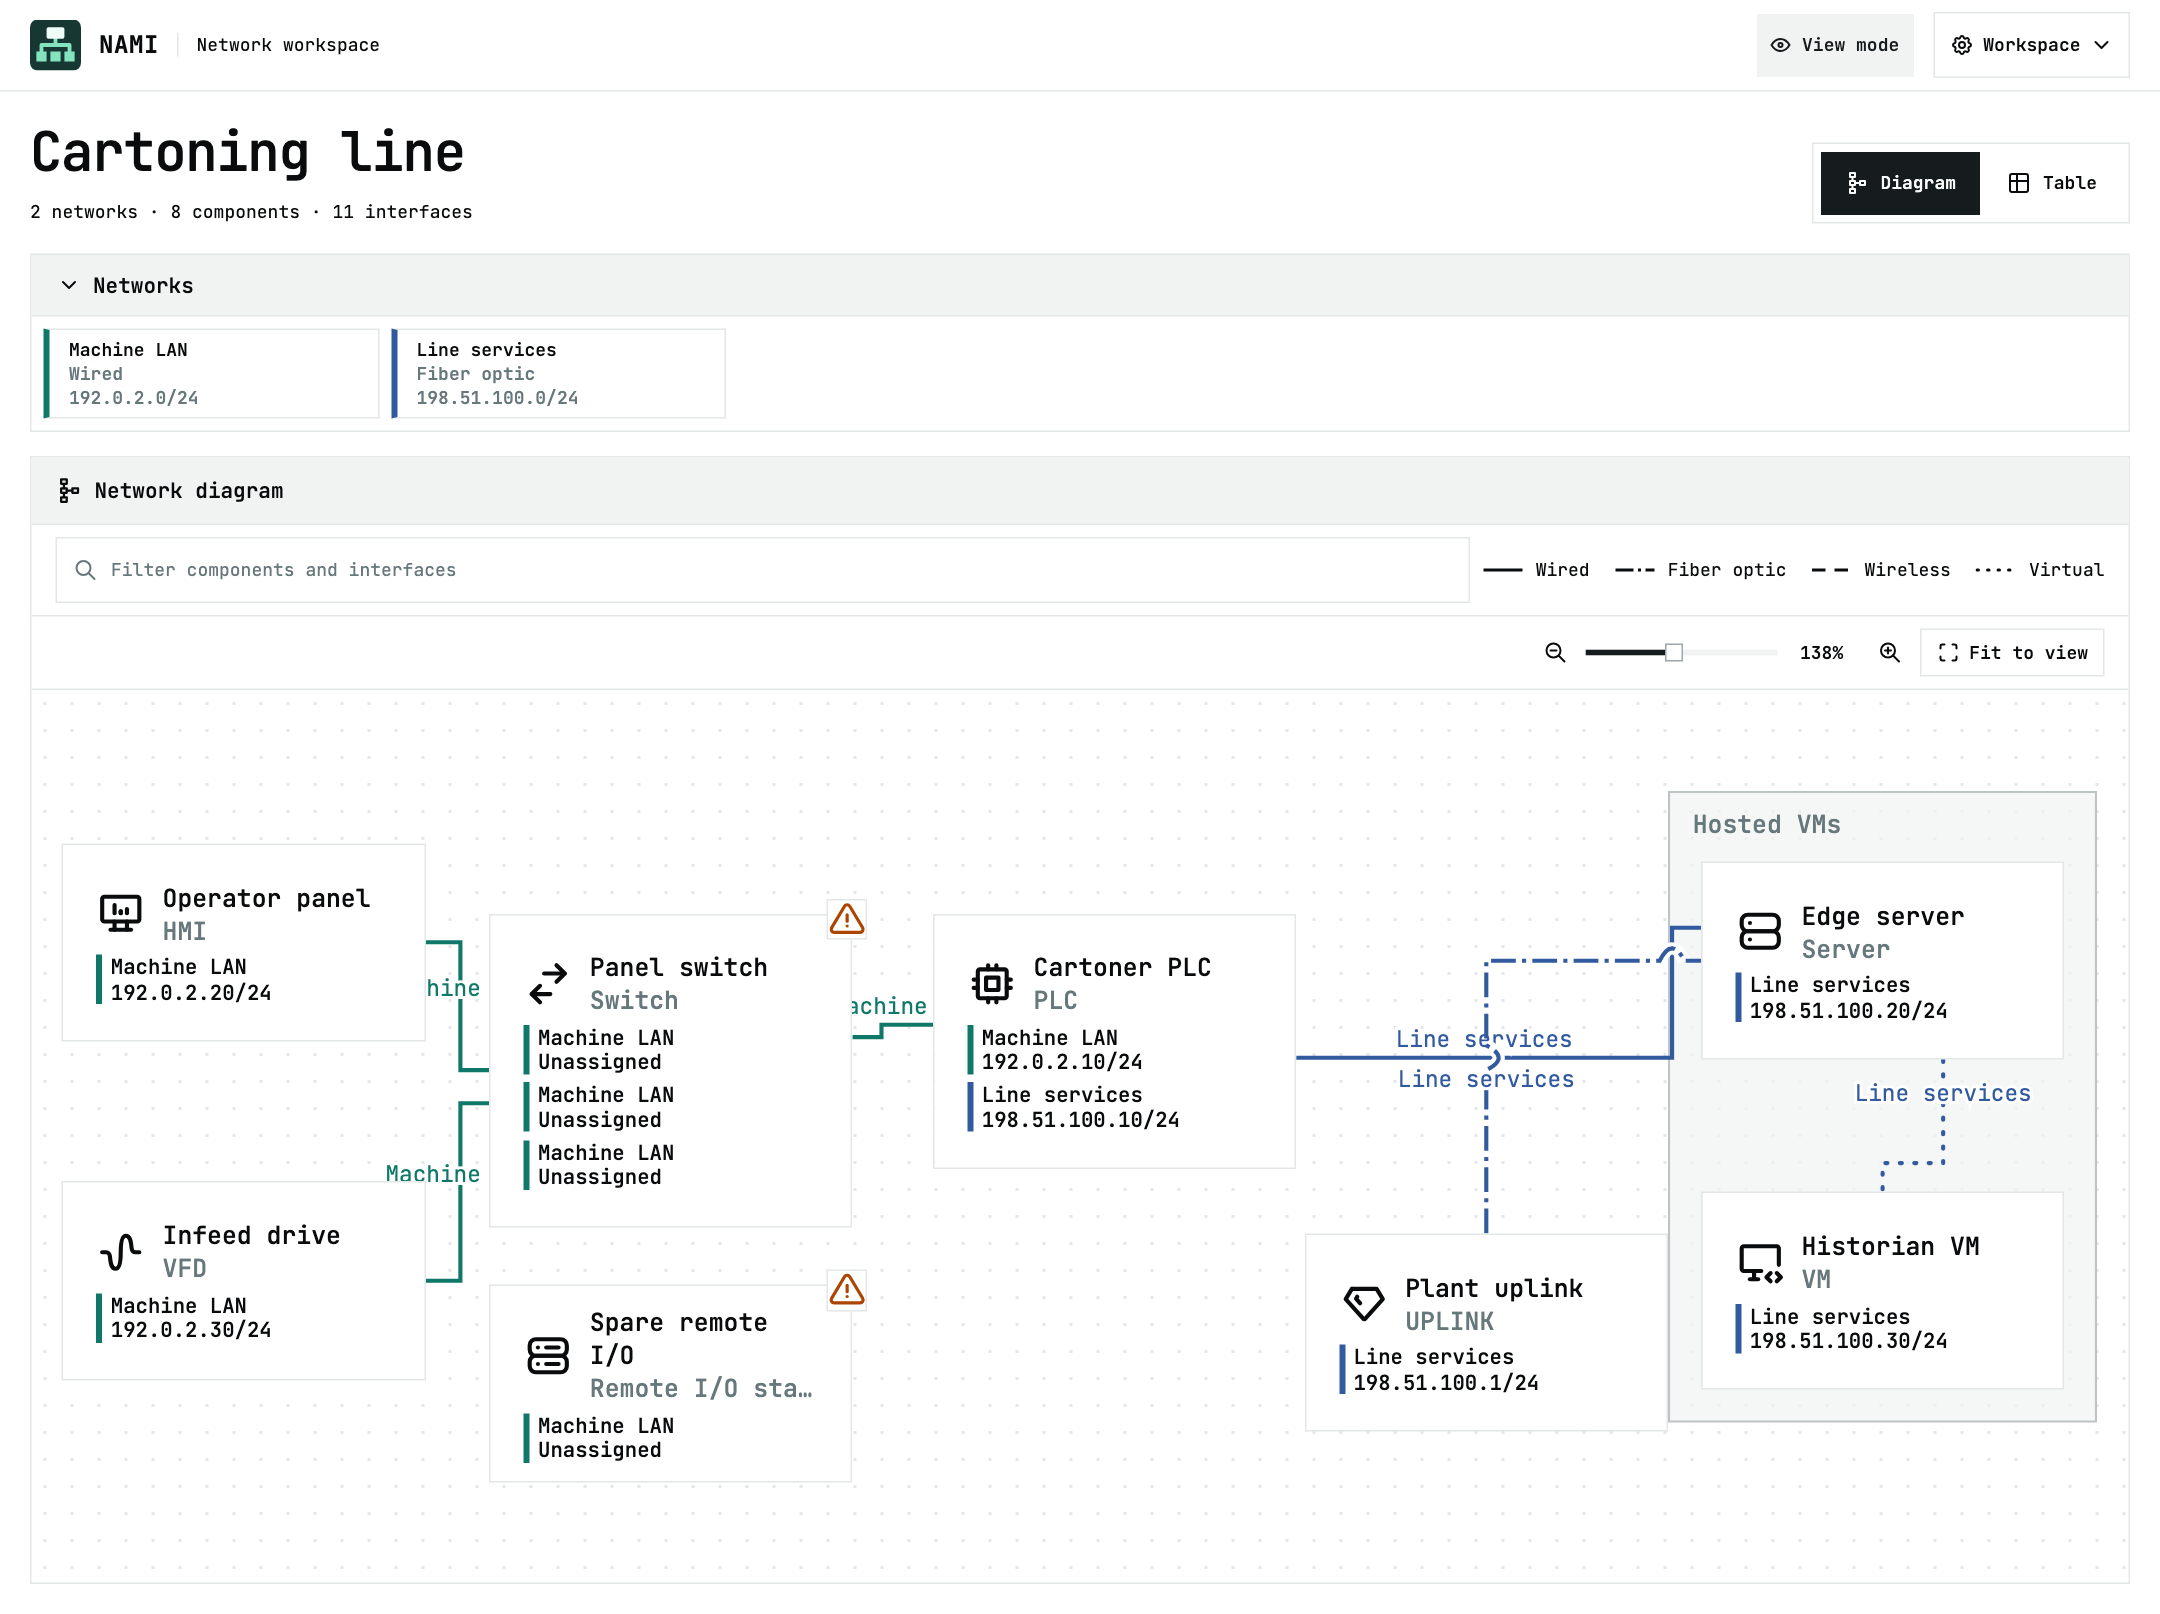 NAMI
Network workspace
View mode
Workspace
Cartoning line
2 networks · 8 components · 11 interfaces
Diagram
Table
Networks
Machine LAN
Wired
192.0.2.0/24
Line services
Fiber optic
198.51.100.0/24
Network diagram
Filter components and interfaces
Wired
Fiber optic
Wireless
Virtual
138%
Fit to view
Hosted VMs
Operator panel
HMI
Machine LAN
192.0.2.20/24
hine
Panel switch
Switch
Machine LAN
Unassigned
Machine LAN
Unassigned
Machine LAN
Unassigned
achine
Cartoner PLC
PLC
Machine LAN
192.0.2.10/24
Line services
198.51.100.10/24
Line services
Line services
Edge server
Server
Line services
198.51.100.20/24
Line services
Machine
Infeed drive
VFD
Machine LAN
192.0.2.30/24
Spare remote
I/O
Remote I/O sta…
Machine LAN
Unassigned
Plant uplink
UPLINK
Line services
198.51.100.1/24
Historian VM
VM
Line services
198.51.100.30/24